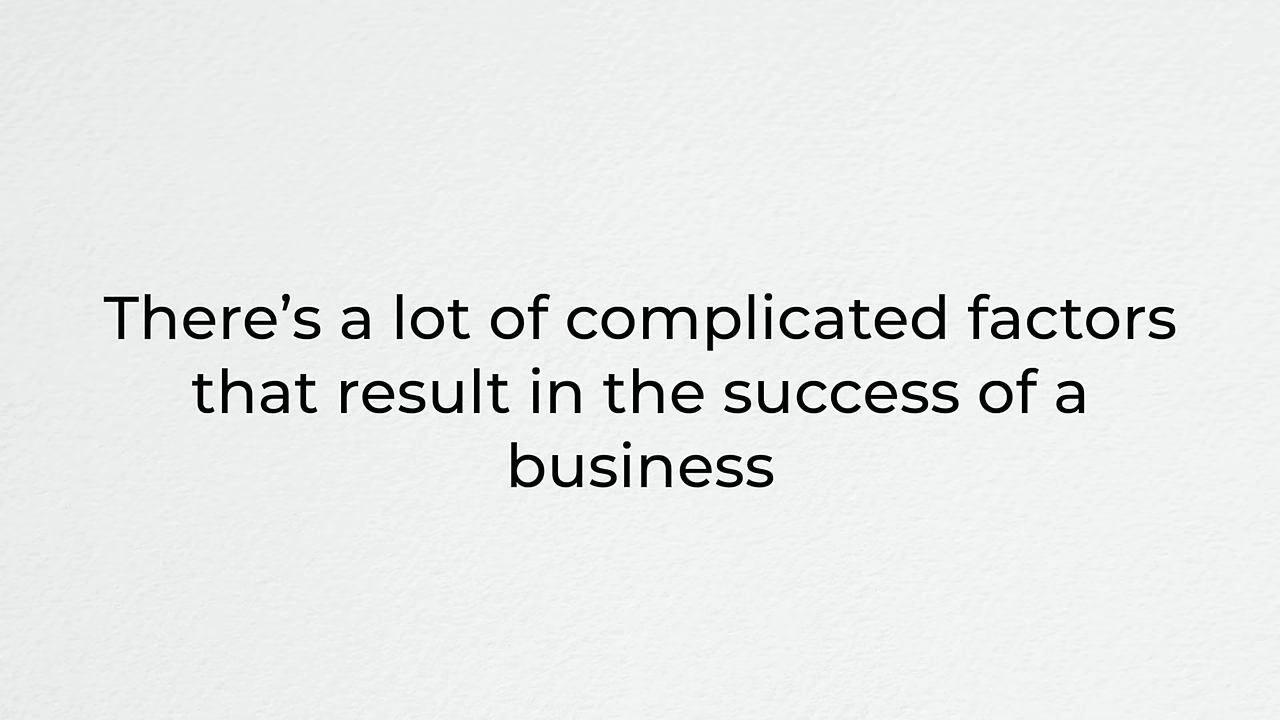 There’s a lot of complicated factors
that result in the success of a
business